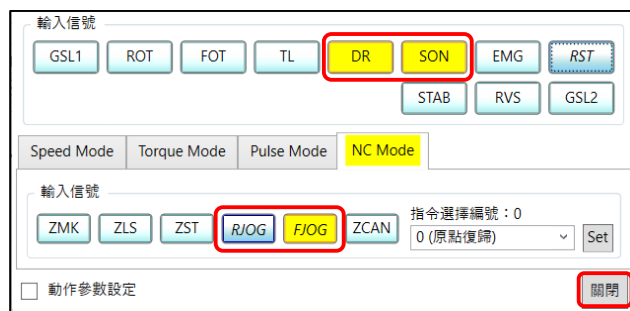 輸入信號
GSL1 ROT FOT TL DR SON EMG RST
STAB RVS GSL2
Speed Mode Torque Mode Pulse Mode NC Mode
輸入信號
ZMK ZLS ZST RJOG FJOG ZCAN
指令選擇編號：0
0 (原點復歸) Set
動作參數設定 關閉